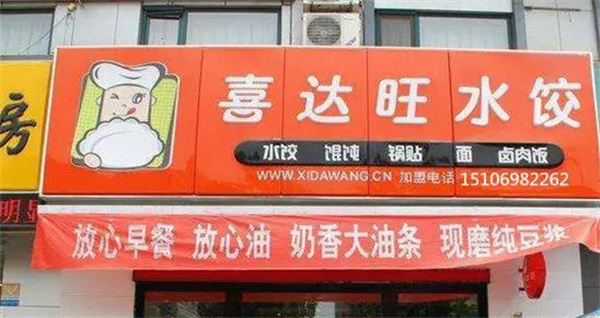 喜达旺水饺
水饺 馄饨 锅贴 面 卤肉饭
WWW.XIDAWANG.CN 加盟电话 15106982262
放心早餐 放心油 奶香大油条 现磨纯豆浆
房
明显